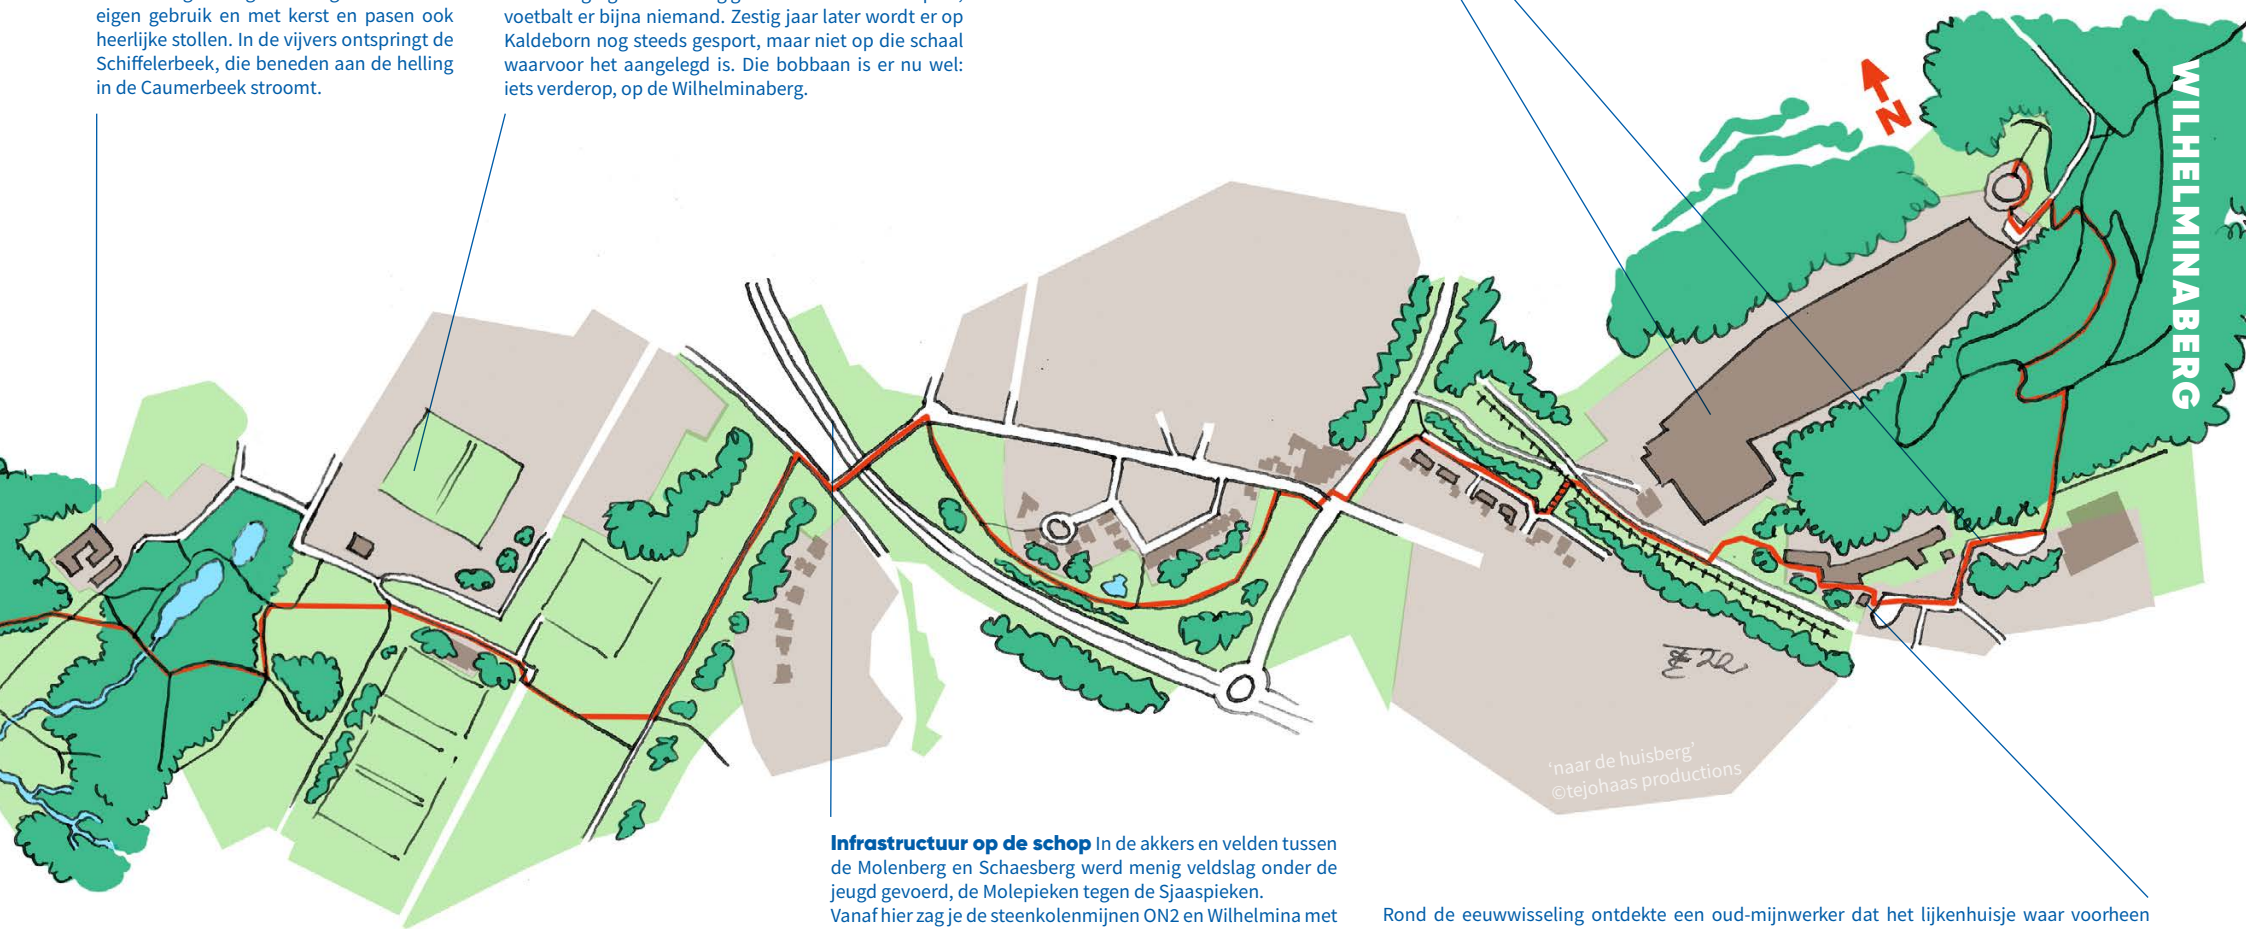 eigen gebruik en met kerst en pasen ook
heerlijke stollen. In de vijvers ontspringt de
Schiffelerbeek, die beneden aan de helling
in de Caumerbeek stroomt.
voetbalt er bijna niemand. Zestig jaar later wordt er op
Kaldeborn nog steeds gesport, maar niet op die schaal
waarvoor het aangelegd is. Die bobbaan is er nu wel:
iets verderop, op de Wilhelminaberg.
N
WILHELMINABERG
'naar de huisberg'
©tejohaas productions
Infrastructuur op de schop In de akkers en velden tussen
de Molenberg en Schaesberg werd menig veldslag onder de
jeugd gevoerd, de Molepieken tegen de Sjaaspieken.
Vanaf hier zag je de steenkolenmijnen ON2 en Wilhelmina met
Rond de eeuwisseling ontdekte een oud-mijnwerker dat het lijkenhuisje waar voorheen